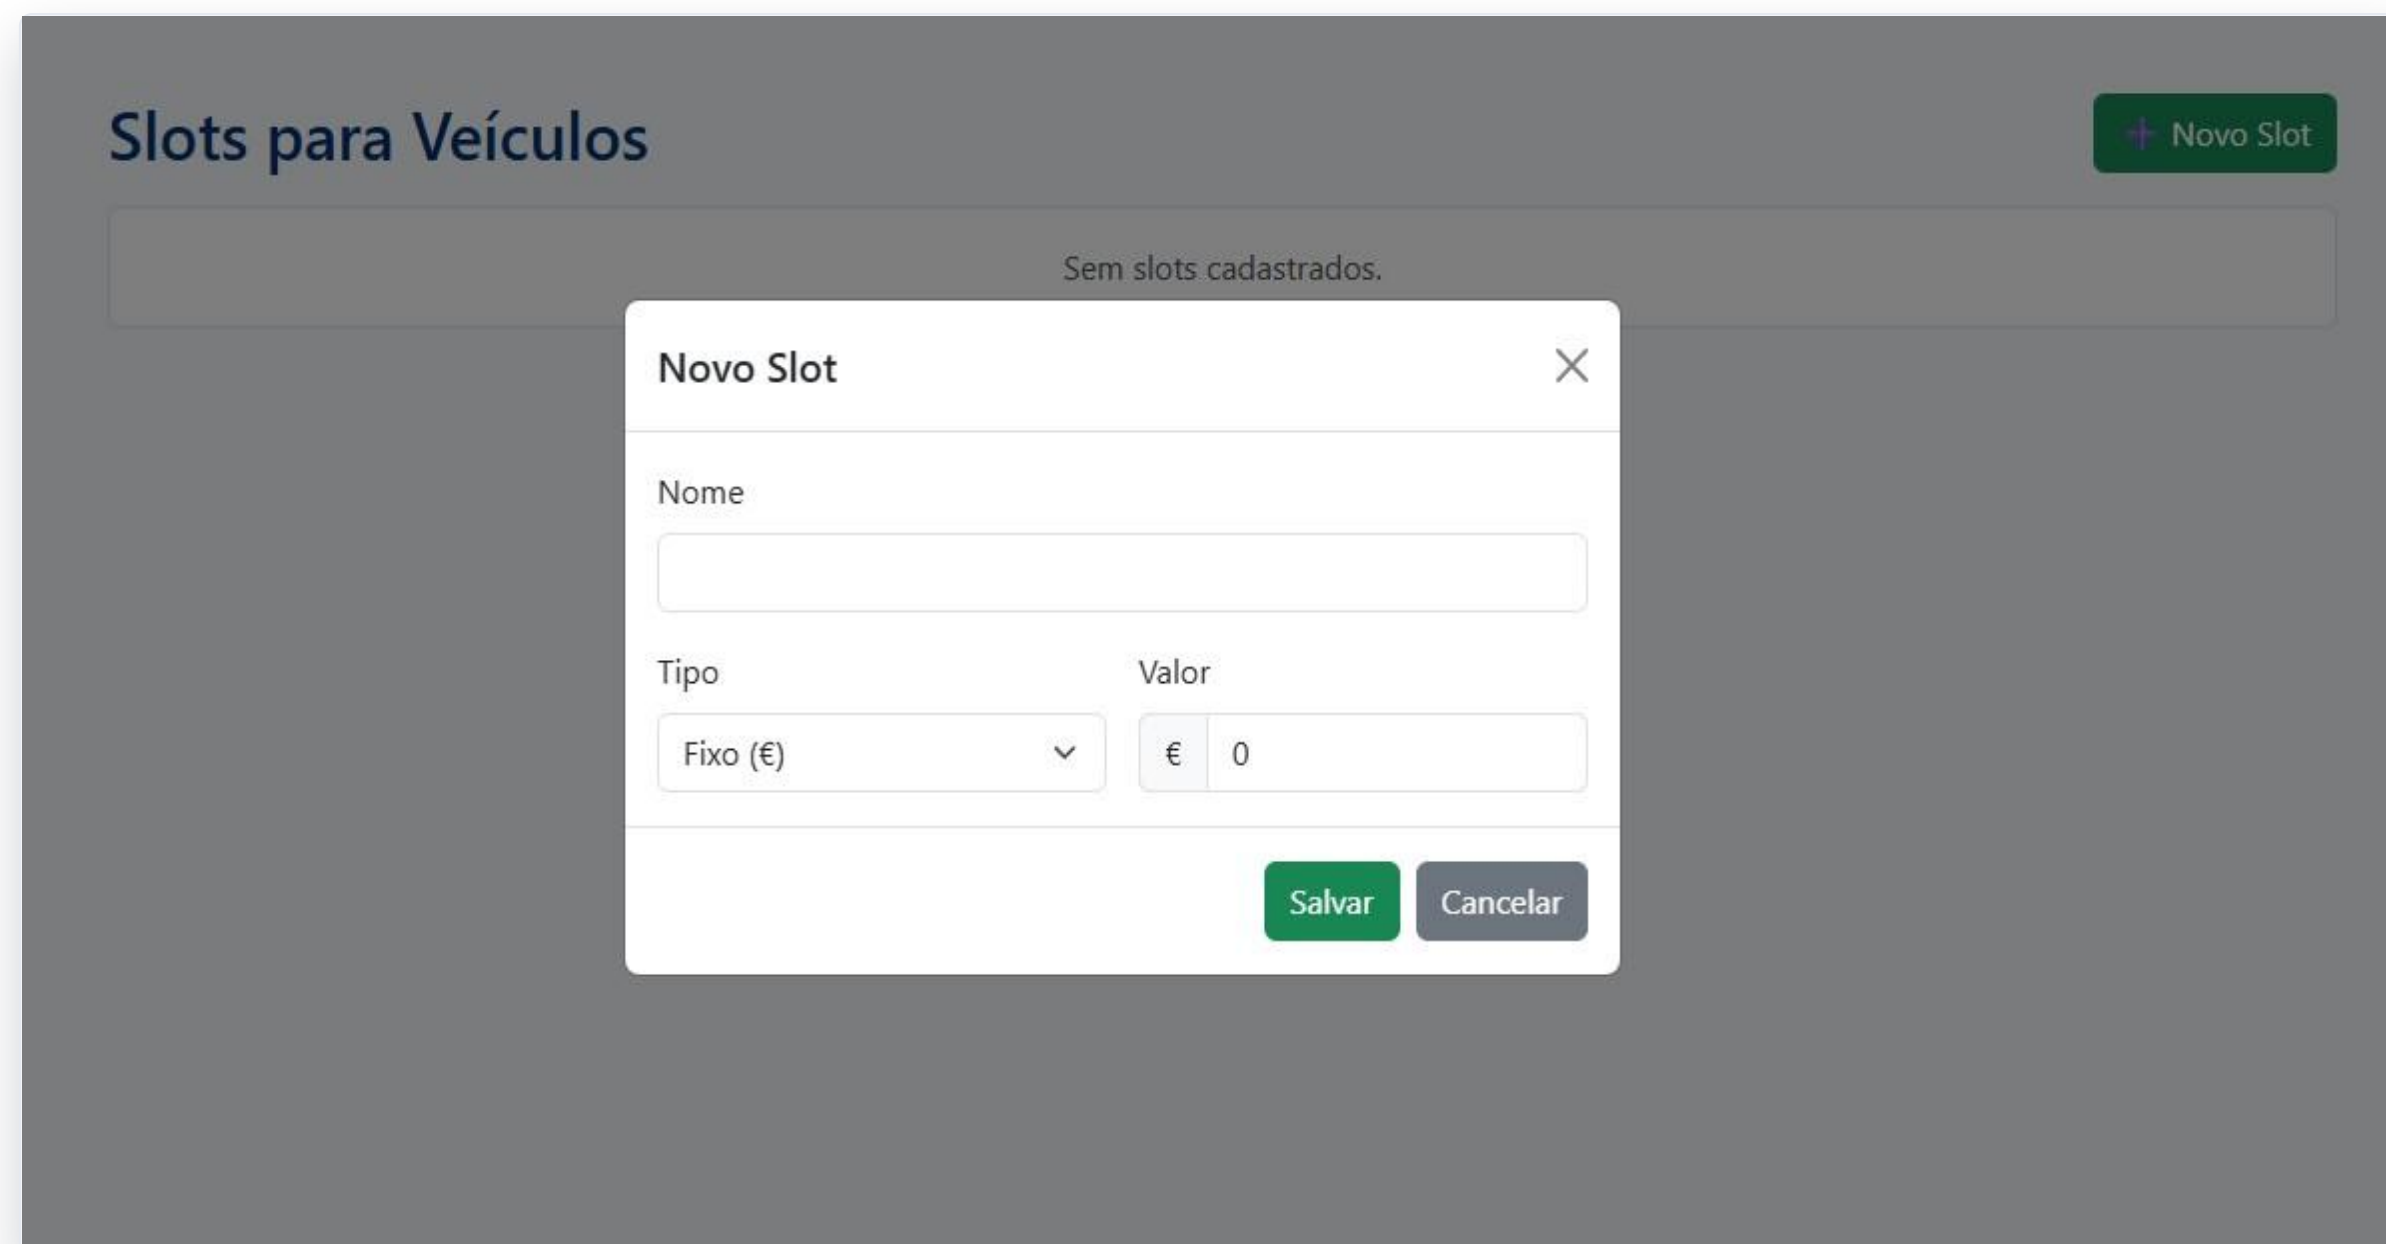 Slots para Veículos
Novo Slot
Sem slots cadastrados.
Novo Slot
Nome
Tipo
Valor
Fixo (€)
€ 0
Salvar
Cancelar